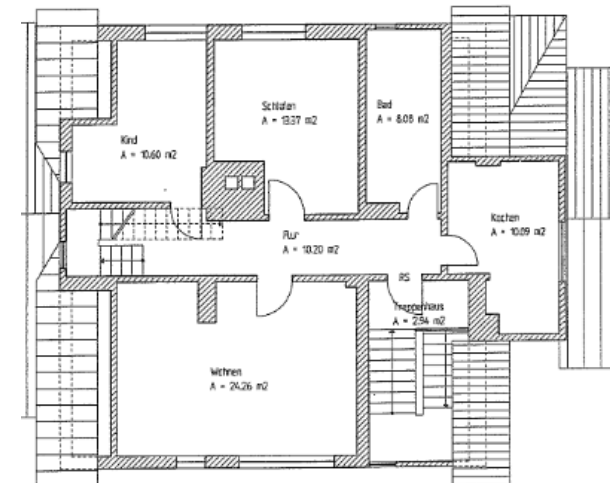 Schlafen
A = 13.37 m2
Bad
A = 8.08 m2
Kind
A = 10.60 m2
Kochen
A = 10.09 m2
Flur
A = 10.20 m2
RS
Treppenhaus
A = 2.94 m2
Wohnen
A = 24.26 m2